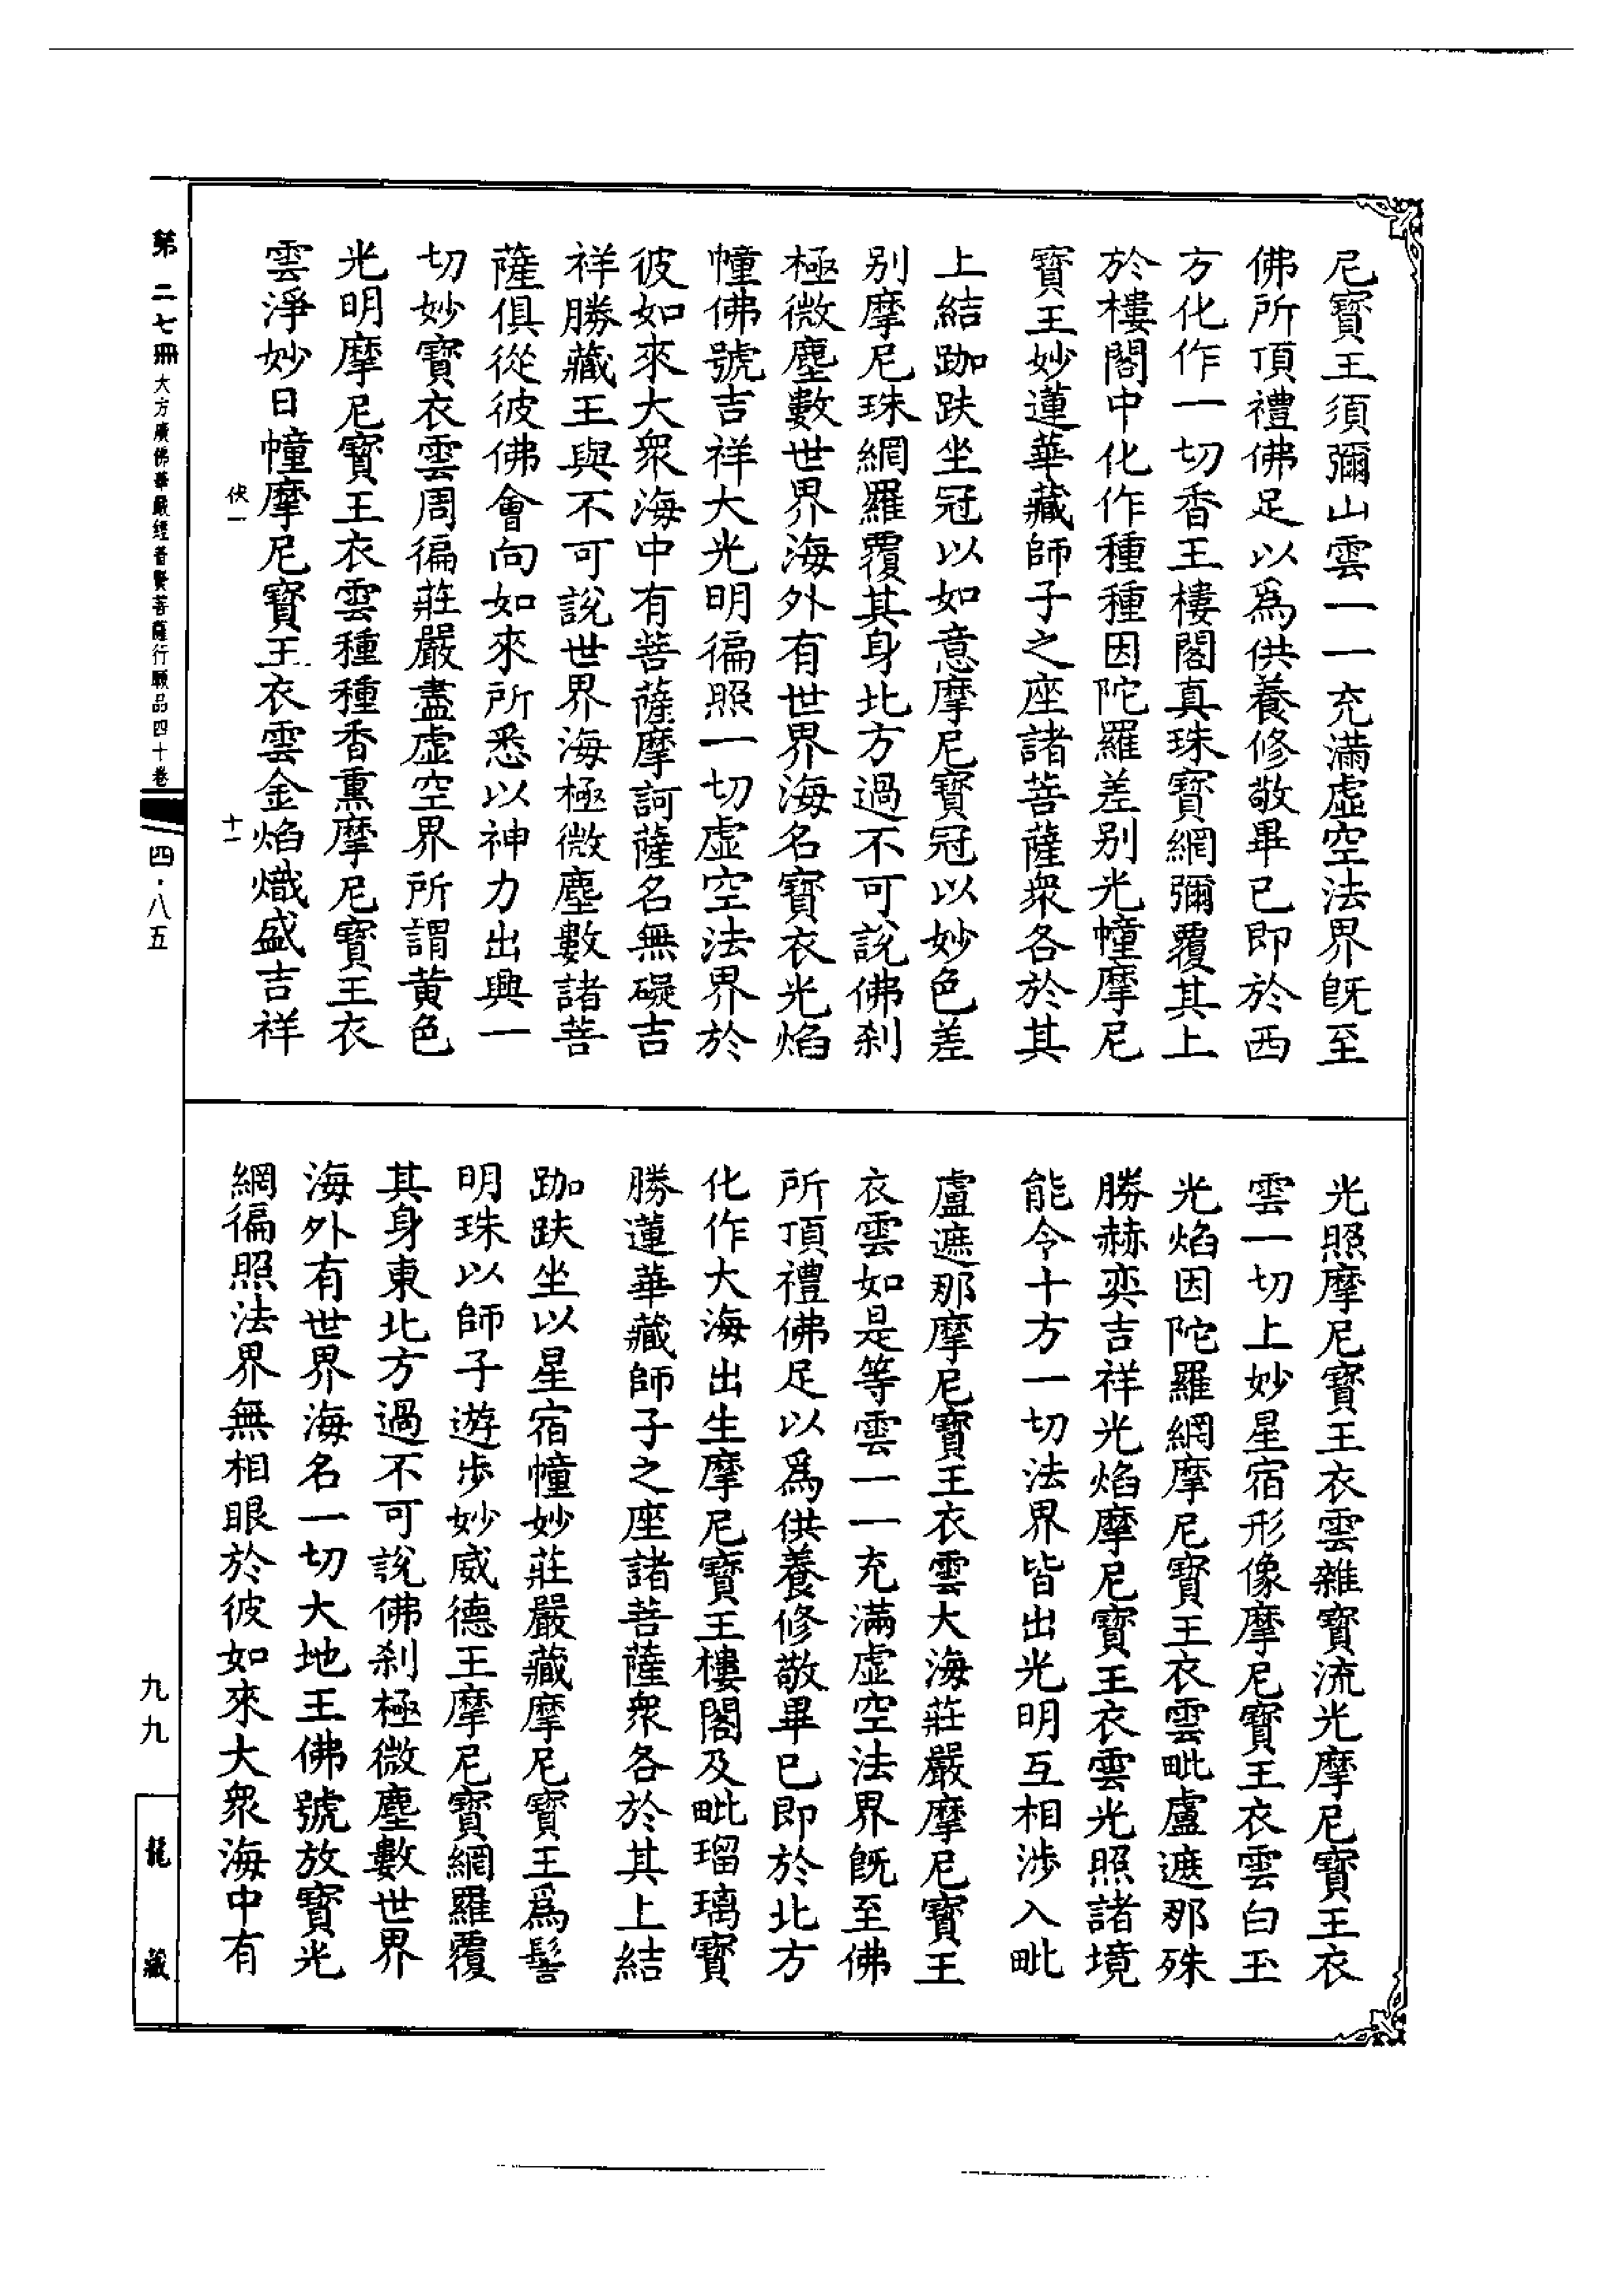 尼寶王須彌山雲一一充滿虛空法界旣至
佛所頂禮佛足以爲供養修敬畢已即於西
方化作一切香王樓閣真珠寶網彌覆其上
於樓閣中化作種種因陀羅差别光幢摩尼
寶王妙蓮華藏師子之座諸菩薩衆各於其
上結跏趺坐冠以如意摩尼寶冠以妙色差
别摩尼珠網羅覆其身北方過不可說佛刹
極微塵數世界海外有世界海名寶衣光焰
幢佛號吉祥大光明徧照一切虛空法界於
彼如來大衆海中有菩薩摩訶薩名無礙吉
祥勝藏王與不可說世界海極微塵數諸菩
薩俱從彼佛會向如來所悉以神力出興一
切妙寶衣雲周徧莊嚴盡虛空界所謂黃色
光明摩尼寶王衣雲種種香熏摩尼寶王衣
雲淨妙日幢摩尼寶王衣雲金焰熾盛吉祥
伏一
十一
光照摩尼寶王衣雲雜寶流光摩尼寶王衣
雲一切上妙星宿形像摩尼寶王衣雲白玉
光焰因陀羅網摩尼寶王衣雲毗盧遮那殊
勝赫奕吉祥光焰摩尼寶王衣雲光照諸境
能令十方一切法界皆出光明互相涉入毗
盧遮那摩尼寶王衣雲大海莊嚴摩尼寶王
衣雲如是等雲一一充滿虛空法界旣至佛
所頂禮佛足以爲供養修敬畢已即於北方
化作大海出生摩尼寶王樓閣及毗瑠璃寶
勝蓮華藏師子之座諸菩薩衆各於其上結
跏趺坐以星宿幢妙莊嚴藏摩尼寶王爲髻
明珠以師子遊步妙威德王摩尼寶網羅覆
其身東北方過不可說佛刹極微塵數世界
海外有世界海名一切大地王佛號放寶光
網徧照法界無相眼於彼如來大衆海中有
第二七冊 大方廣佛華嚴經普賢菩薩行願品四十卷
四·八五
九九
龍藏